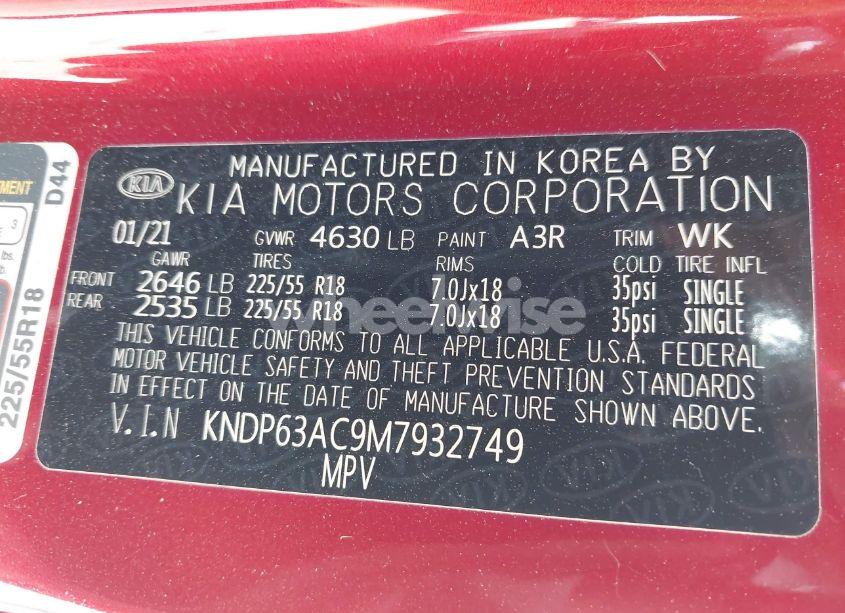 MANUFACTURED IN KOREA BY
KIA KIA MOTORS CORPORATION
01/21 GVWR 4630 LB PAINT A3R TRIM WK
GAWR TIRES RIMS COLD TIRE INFL
FRONT 2646 LB 225/55 R18 7.0Jx18 35psi SINGLE
REAR 2535 LB 225/55 R18 7.0Jx18 35psi SINGLE
THIS VEHICLE CONFORMS TO ALL APPLICABLE U.S.A. FEDERAL
MOTOR VEHICLE SAFETY AND THEFT PREVENTION STANDARDS
IN EFFECT ON THE DATE OF MANUFACTURE SHOWN ABOVE.
V.I.N KNDP63AC9M7932749
MPV
D44
225/55R18
3
lbs.